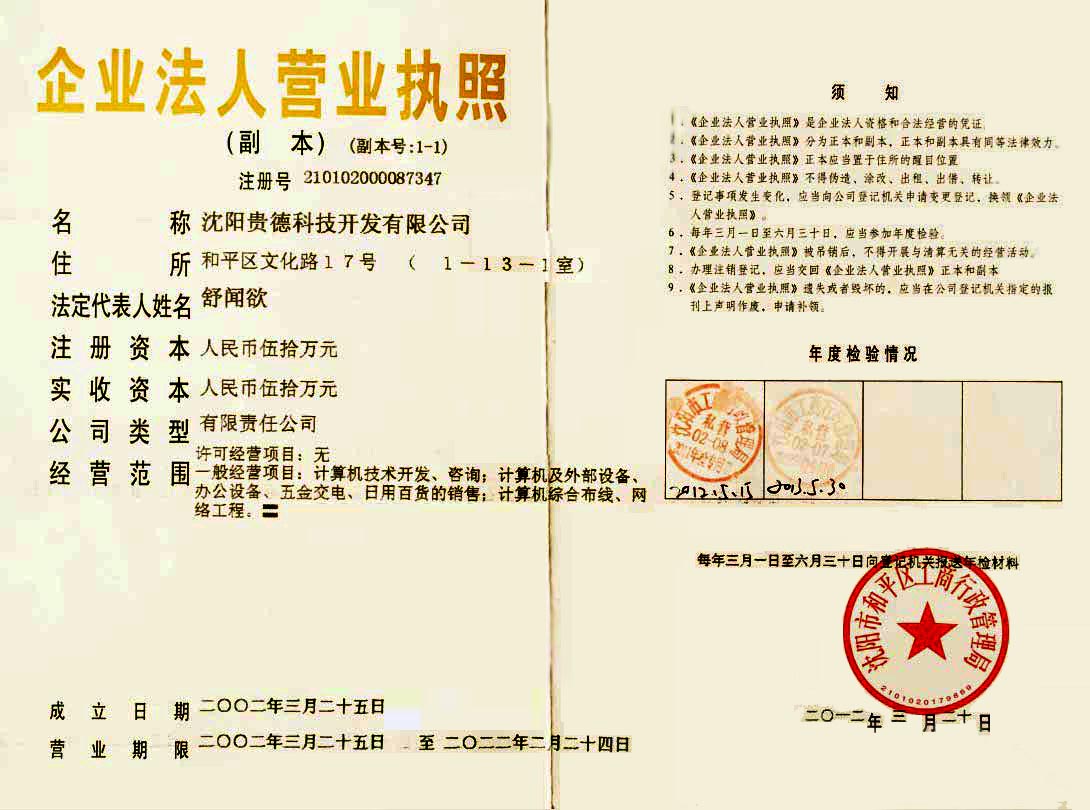 企业法人营业执照
(副 本) (副本号:1-1)
注册号 210102000087347
名 称 沈阳贵德科技开发有限公司
住 所 和平区文化路17号 ( 1-13-1室)
法定代表人姓名 舒闻欲
注册资本 人民币伍拾万元
实收资本 人民币伍拾万元
公司类型 有限责任公司
经营范围 许可经营项目:无
一般经营项目:计算机技术开发、咨询;计算机及外部设备、
办公设备、五金交电、日用百货的销售;计算机综合布线、网
络工程。
成立日期 二〇〇二年三月二十五日
营业期限 二〇〇二年三月二十五日 至 二〇二二年二月二十四日
须 知
1.《企业法人营业执照》是企业法人资格和合法经营的凭证。
2.《企业法人营业执照》分为正本和副本,正本和副本具有同等法律效力。
3.《企业法人营业执照》正本应当置于住所的醒目位置
4.《企业法人营业执照》不得伪造、涂改、出租、出借、转让。
5.登记事项发生变化,应当向公司登记机关申请变更登记,换领《企业法
人营业执照》。
6.每年三月一日至六月三十日,应当参加年度检验。
7.《企业法人营业执照》被吊销后,不得开展与清算无关的经营活动。
8.办理注销登记,应当交回《企业法人营业执照》正本和副本
9.《企业法人营业执照》遗失或者毁坏的,应当在公司登记机关指定的报
刊上声明作废,申请补领。
年度检验情况
沈阳市工 政管理局
私营
02-08
2012.5.15
私营
02-07
2013.5.30
每年三月一日至六月三十日向登记机关报送年检材料
沈阳市和平区工商行政管理局
2101020179869
二〇一二年 三 月二十日